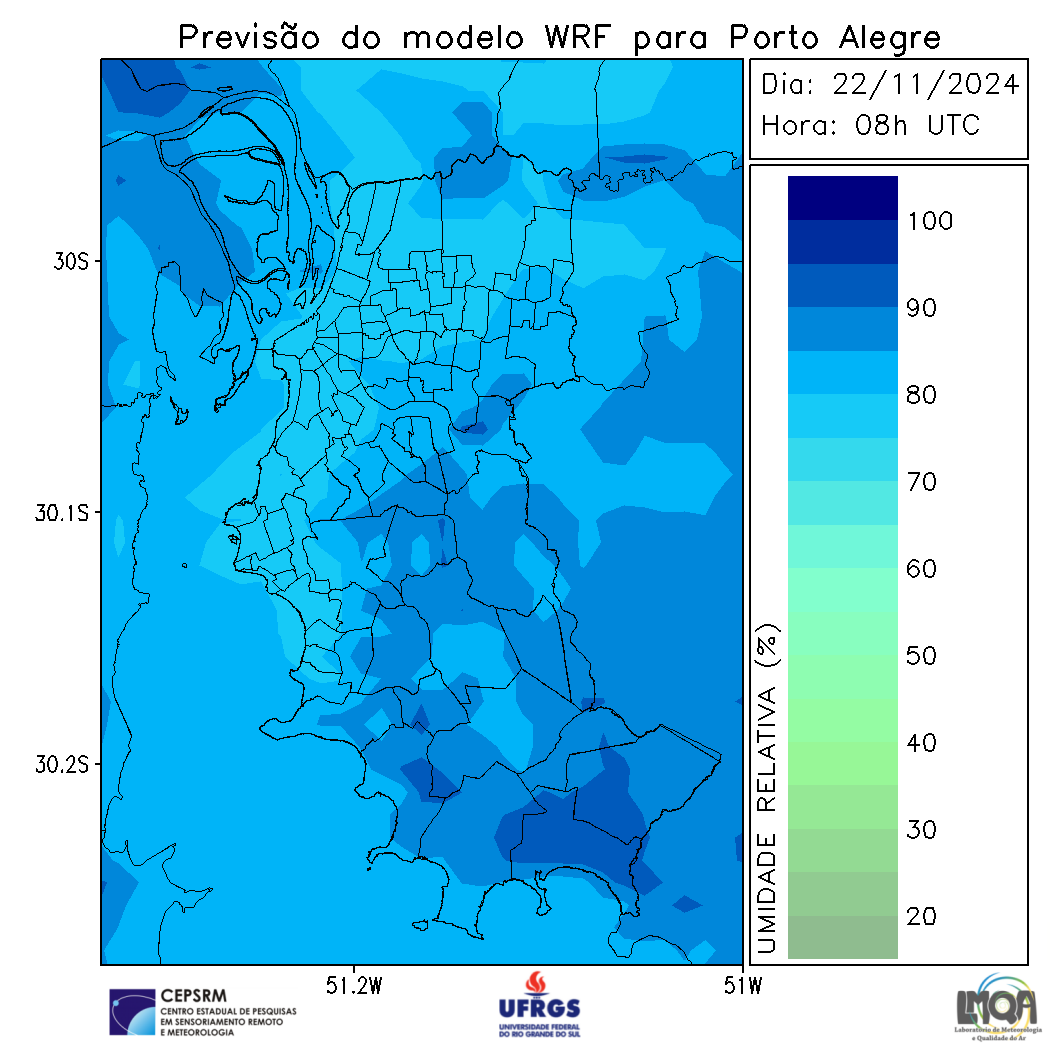 Previsão do modelo WRF para Porto Alegre
Dia: 22/11/2024
Hora: 08h UTC
30S
30.1S
30.2S
51.2W
51W
100
90
80
70
60
50
40
30
20
UMIDADE RELATIVA (%)
CEPSRM
CENTRO ESTADUAL DE PESQUISAS
EM SENSORIAMENTO REMOTO
E METEOROLOGIA
UFRGS
UNIVERSIDADE FEDERAL
DO RIO GRANDE DO SUL
LMQA
Laboratório de Meteorologia
e Qualidade do Ar